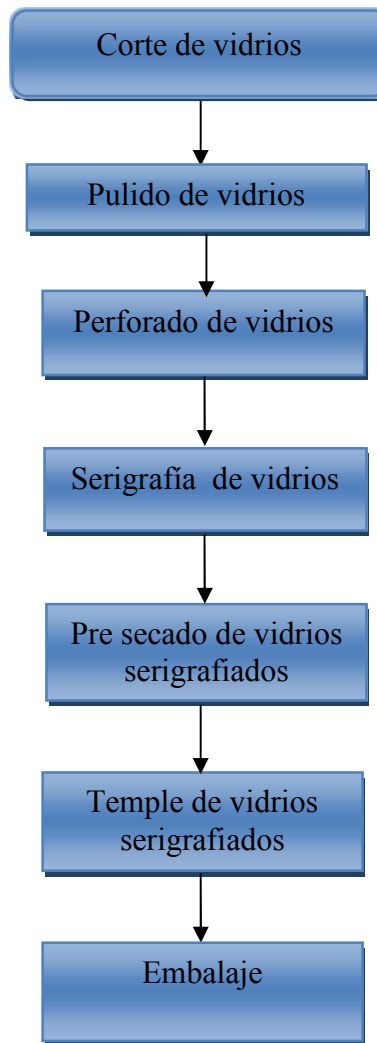 Corte de vidrios
Pulido de vidrios
Perforado de vidrios
Serigrafía de vidrios
Pre secado de vidrios
serigrafiados
Temple de vidrios
serigrafiados
Embalaje